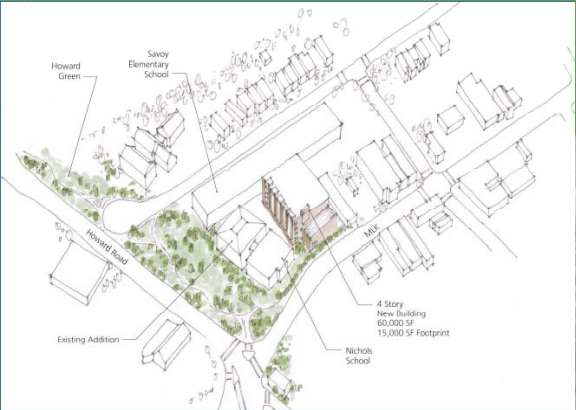 Savoy
Elementary
School
Howard
Green
Howard Road
MLK
4 Story
New Building
60,000 SF
15,000 SF Footprint
Existing Addition
Nichols
School